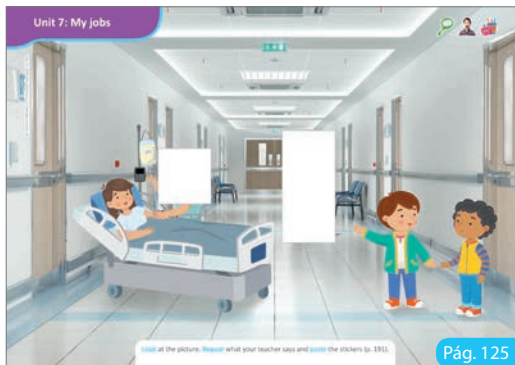 Unit 7: My jobs
Look at the picture. Repeat what your teacher says and paste the stickers (p. 191).
Pág. 125